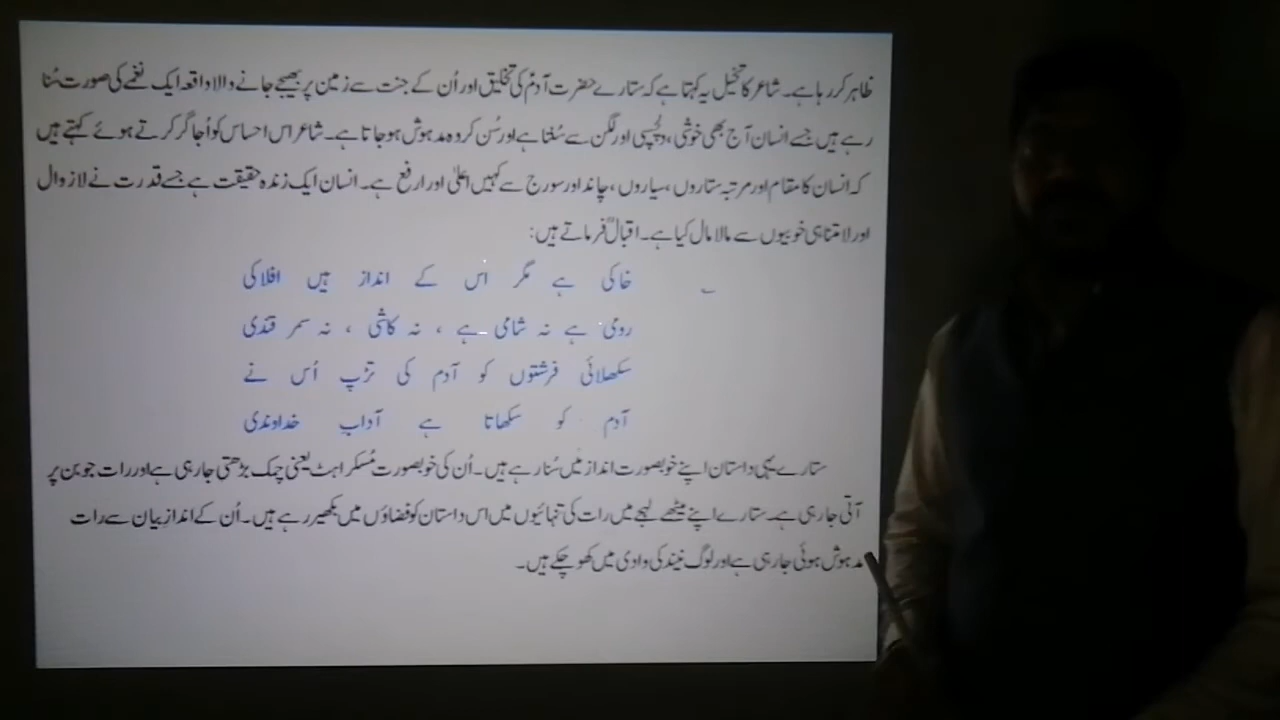 ظاہر کر رہا ہے۔ شاعر کا تخیل یہ کہتا ہے کہ ستارے حضرت آدمؑ کی تخلیق اور اُن کے جنت سے زمین پر بھیجے جانے والا واقعہ ایک نغمے کی صورت سُنا
رہے ہیں جسے انسان آج بھی خوشی، دلچسپی اور لگن سے سُنتا ہے اور سُن کر وہ مدہوش ہو جاتا ہے۔ شاعر اس احساس کو اُجاگر کرتے ہوئے کہتے ہیں
کہ انسان کا مقام اور مرتبہ ستاروں، سیاروں، چاند اور سورج سے کہیں اعلیٰ اور ارفع ہے۔ انسان ایک زندہ حقیقت ہے جسے قدرت نے لازوال
اور لامتناہی خوبیوں سے مالا مال کیا ہے۔ اقبالؒ فرماتے ہیں:
؎ خاکی ہے مگر اس کے انداز ہیں افلاکی
رومی ہے نہ شامی ہے ، نہ کاشی ، نہ سمر قندی
سکھلائی فرشتوں کو آدم کی تڑپ اُس نے
آدم کو سکھاتا ہے آداب خداوندی
ستارے یہی داستان اپنے خوبصورت انداز میں سُنا رہے ہیں۔ اُن کی خوبصورت مُسکراہٹ یعنی چمک بڑھتی جا رہی ہے اور رات جوبن پر
آتی جا رہی ہے۔ ستارے اپنے میٹھے لہجے میں رات کی تنہائیوں میں اس داستان کو فضاؤں میں بکھیر رہے ہیں۔ اُن کے اندازِ بیان سے رات
مدہوش ہوئی جا رہی ہے اور لوگ نیند کی وادی میں کھو چکے ہیں۔